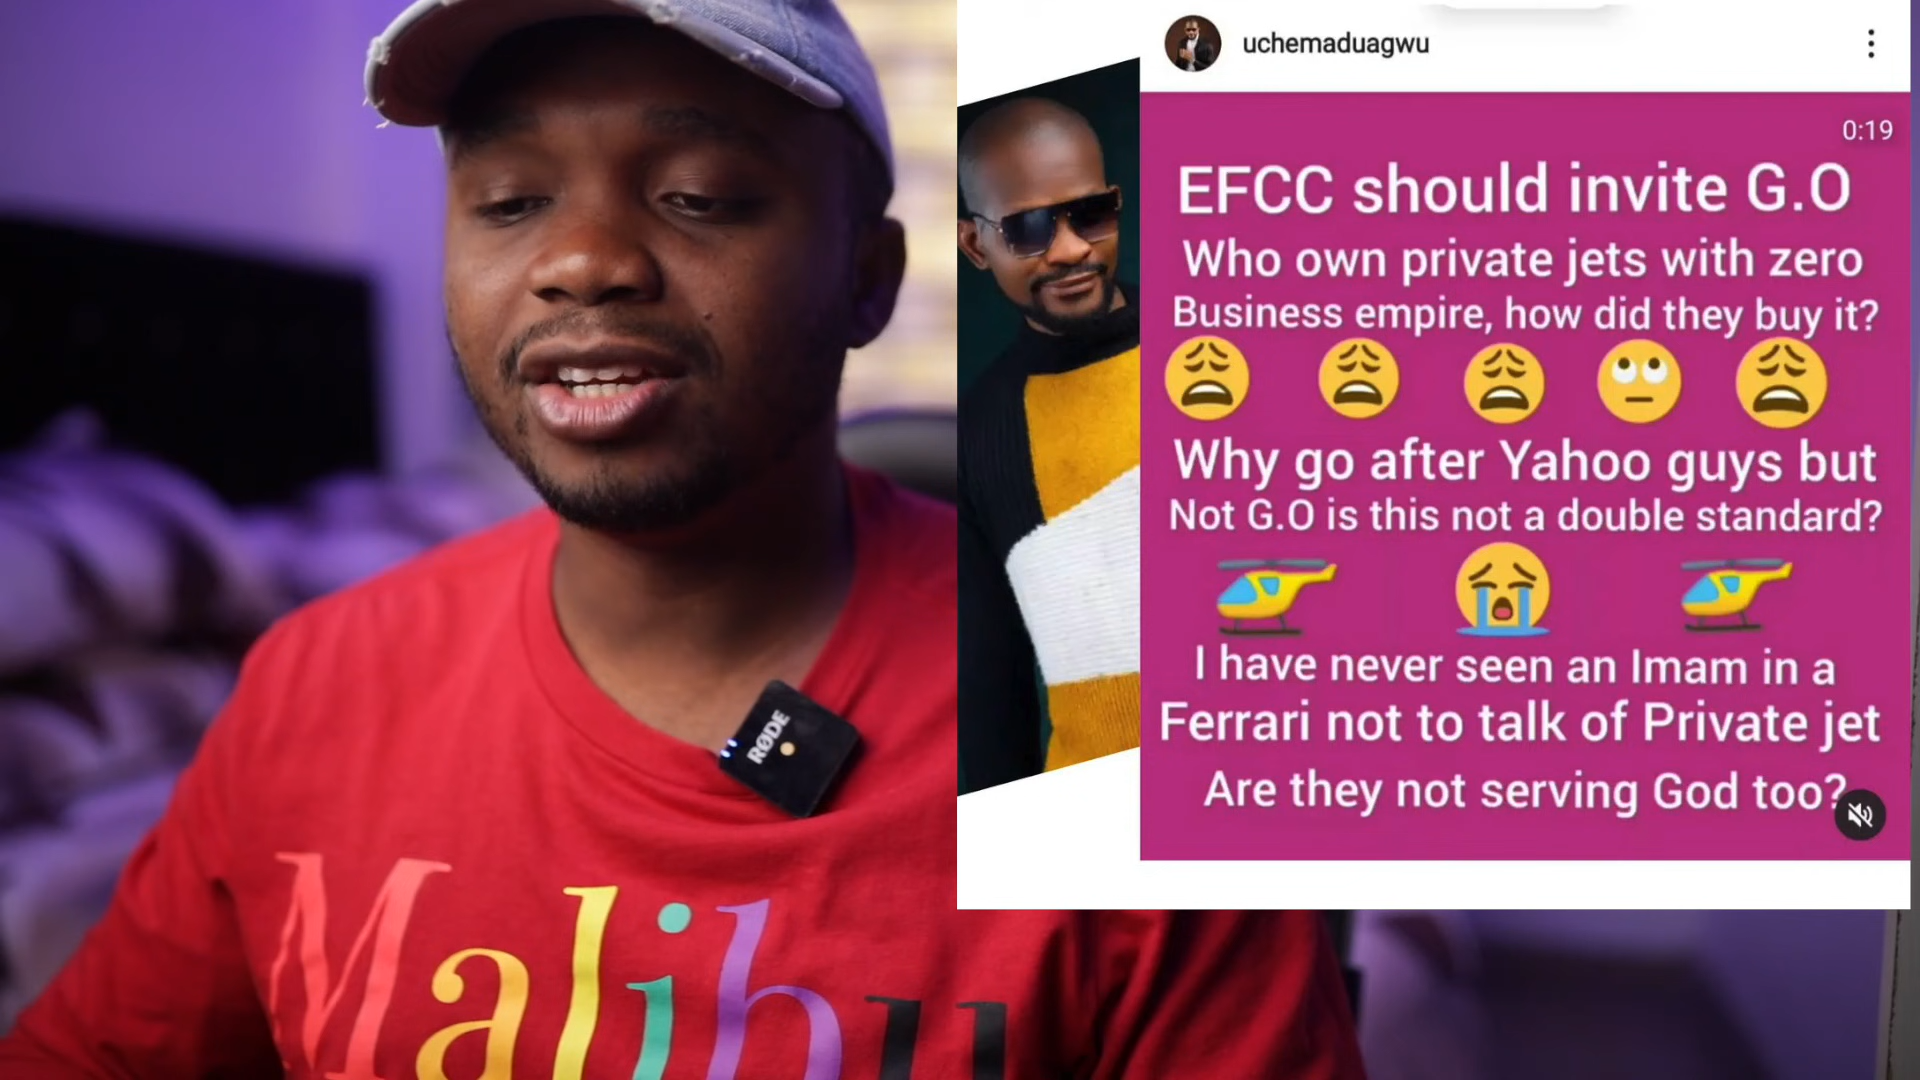 uchemaduagwu
0:19
EFCC should invite G.O
Who own private jets with zero
Business empire, how did they buy it?
Why go after Yahoo guys but
Not G.O is this not a double standard?
I have never seen an Imam in a
Ferrari not to talk of Private jet
Are they not serving God too?
RØDE
Malibu